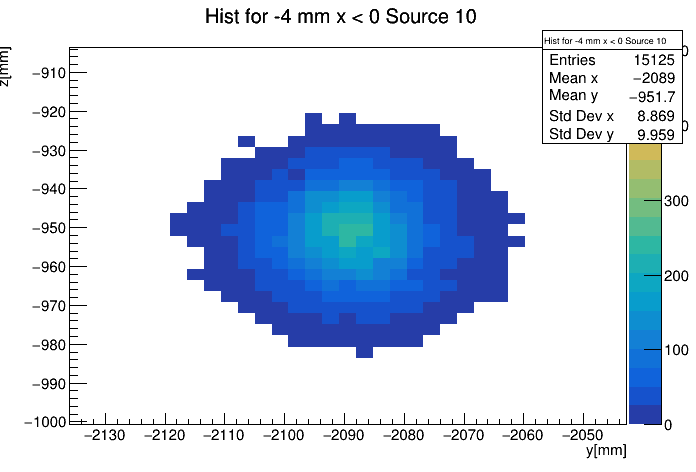 Hist for -4 mm x < 0 Source 10
z[mm]
Hist for -4 mm x < 0 Source 10
Entries 15125
Mean x −2089
Mean y −951.7
Std Dev x 8.869
Std Dev y 9.959
−910
−920
−930
−940
−950
−960
−970
−980
−990
−1000
−2130
−2120
−2110
−2100
−2090
−2080
−2070
−2060
−2050
y[mm]
300
200
100
0